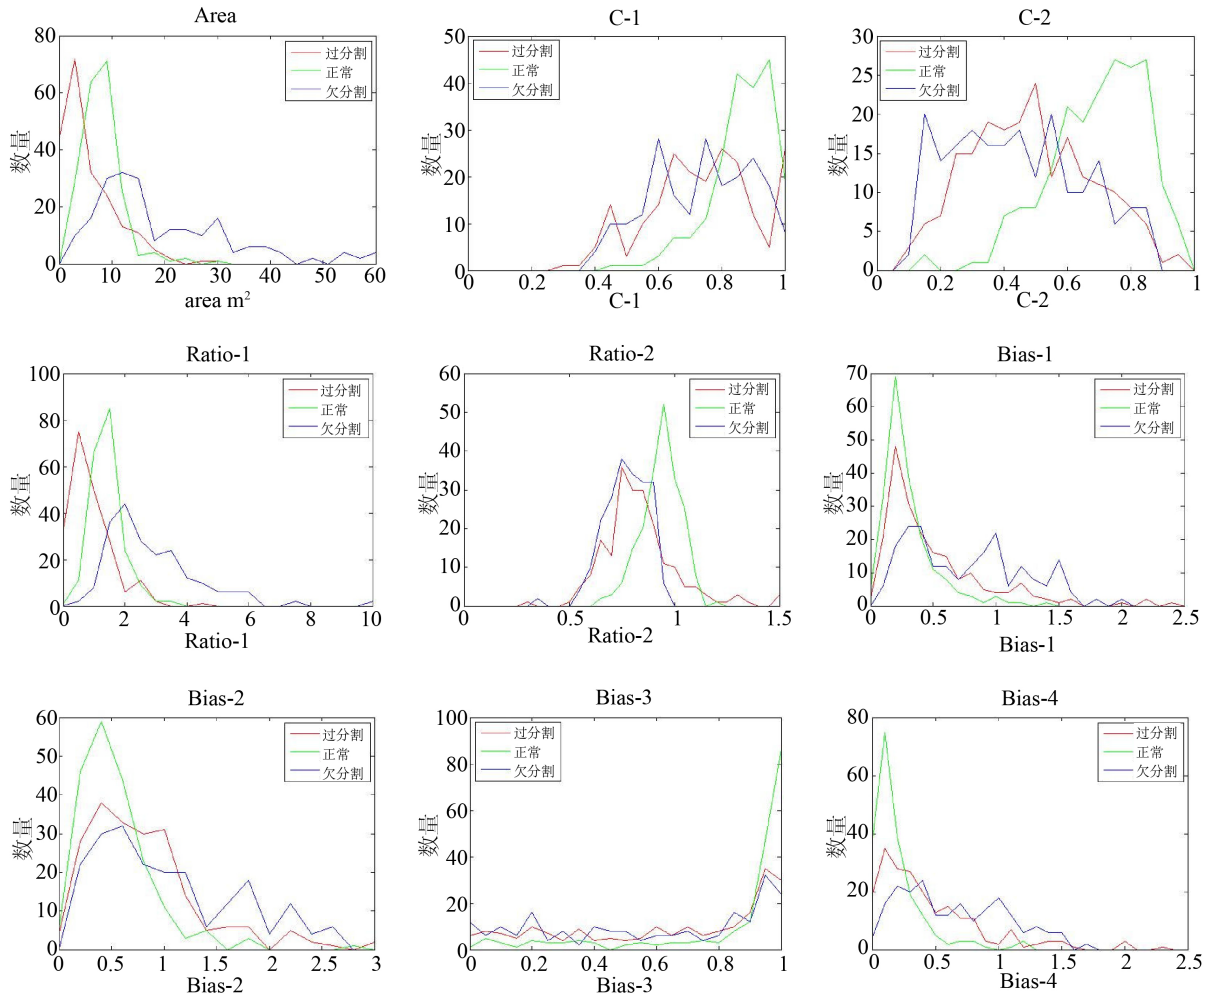 Area
80
60
40
20
0
数量
过分割
正常
欠分割
0 10 20 30 40 50 60
area m²
C-1
50
40
30
20
10
0
数量
过分割
正常
欠分割
0 0.2 0.4 0.6 0.8 1
C-1
C-2
30
25
20
15
10
5
0
数量
过分割
正常
欠分割
0 0.2 0.4 0.6 0.8 1
C-2
Ratio-1
100
80
60
40
20
0
数量
过分割
正常
欠分割
0 2 4 6 8 10
Ratio-1
Ratio-2
60
50
40
30
20
10
0
数量
过分割
正常
欠分割
0.5 1 1.5
Ratio-2
Bias-1
70
60
50
40
30
20
10
0
数量
过分割
正常
欠分割
0 0.5 1 1.5 2 2.5
Bias-1
Bias-2
60
50
40
30
20
10
0
数量
过分割
正常
欠分割
0 0.5 1 1.5 2 2.5 3
Bias-2
Bias-3
100
80
60
40
20
0
数量
过分割
正常
欠分割
0 0.2 0.4 0.6 0.8 1
Bias-3
Bias-4
80
60
40
20
0
数量
过分割
正常
欠分割
0 0.5 1 1.5 2 2.5
Bias-4